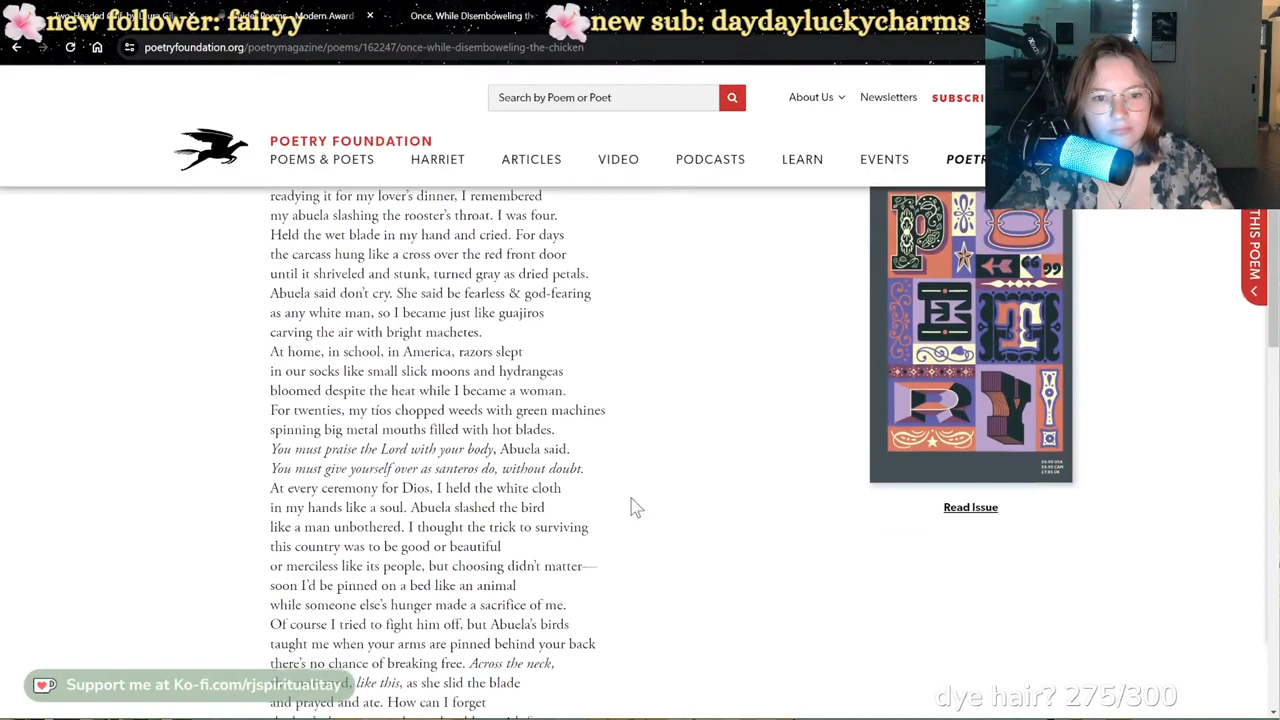 new follower: fairyy
new sub: daydayluckycharms
Once, While Disemboweling th
poetryfoundation.org/poetrymagazine/poems/162247/once-while-disemboweling-the-chicken
Search by Poem or Poet
About Us
Newsletters
SUBSCRI
POETRY FOUNDATION
POEMS & POETS
HARRIET
ARTICLES
VIDEO
PODCASTS
LEARN
EVENTS
POETR
readying it for my lover's dinner, I remembered
my abuela slashing the rooster's throat. I was four.
Held the wet blade in my hand and cried. For days
the carcass hung like a cross over the red front door
until it shriveled and stunk, turned gray as dried petals.
Abuela said don't cry. She said be fearless & god-fearing
as any white man, so I became just like guajiros
carving the air with bright machetes.
At home, in school, in America, razors slept
in our socks like small slick moons and hydrangeas
bloomed despite the heat while I became a woman.
For twenties, my tíos chopped weeds with green machines
spinning big metal mouths filled with hot blades.
You must praise the Lord with your body, Abuela said.
You must give yourself over as santeros do, without doubt.
At every ceremony for Dios, I held the white cloth
in my hands like a soul. Abuela slashed the bird
like a man unbothered. I thought the trick to surviving
this country was to be good or beautiful
or merciless like its people, but choosing didn't matter—
soon I'd be pinned on a bed like an animal
while someone else's hunger made a sacrifice of me.
Of course I tried to fight him off, but Abuela's birds
taught me when your arms are pinned behind your back
there's no chance of breaking free. Across the neck,
like this, as she slid the blade
and prayed and ate. How can I forget
THIS POEM
POETRY
Read Issue
Support me at Ko-fi.com/rjspiritualitay
dye hair? 275/300